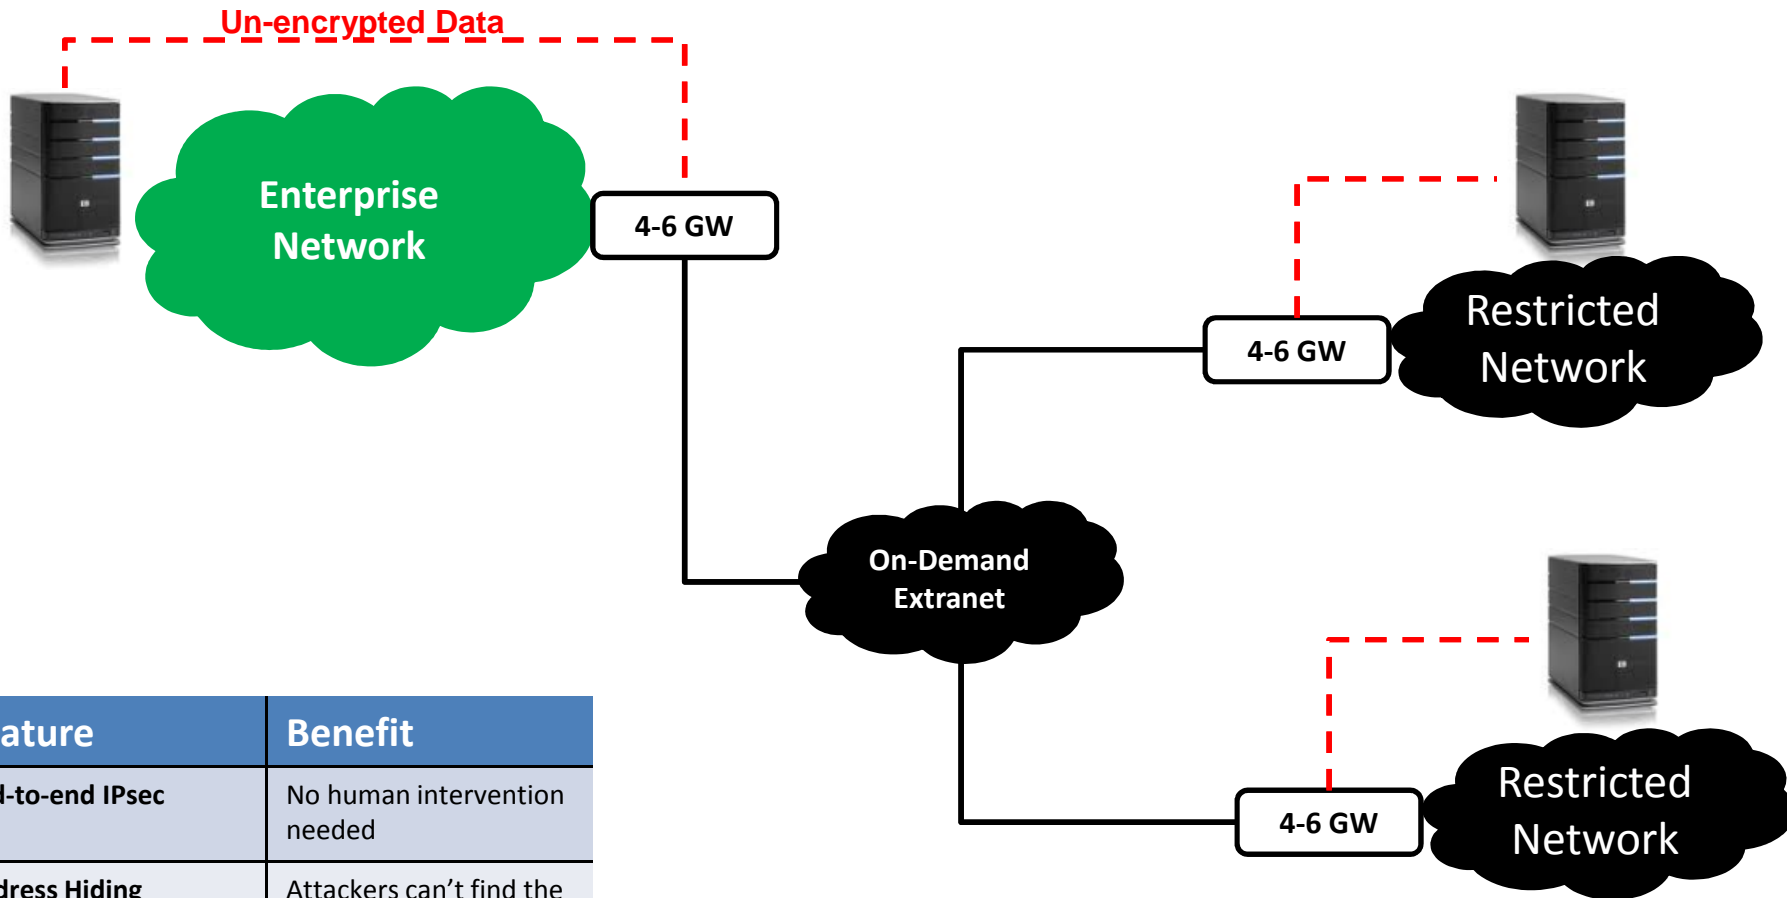 Un-encrypted Data
Enterprise
Network
4-6 GW
Restricted
Network
4-6 GW
On-Demand
Extranet
Restricted
Network
4-6 GW
ature Benefit
d-to-end IPsec No human intervention
needed
dress Hiding Attackers can't find the